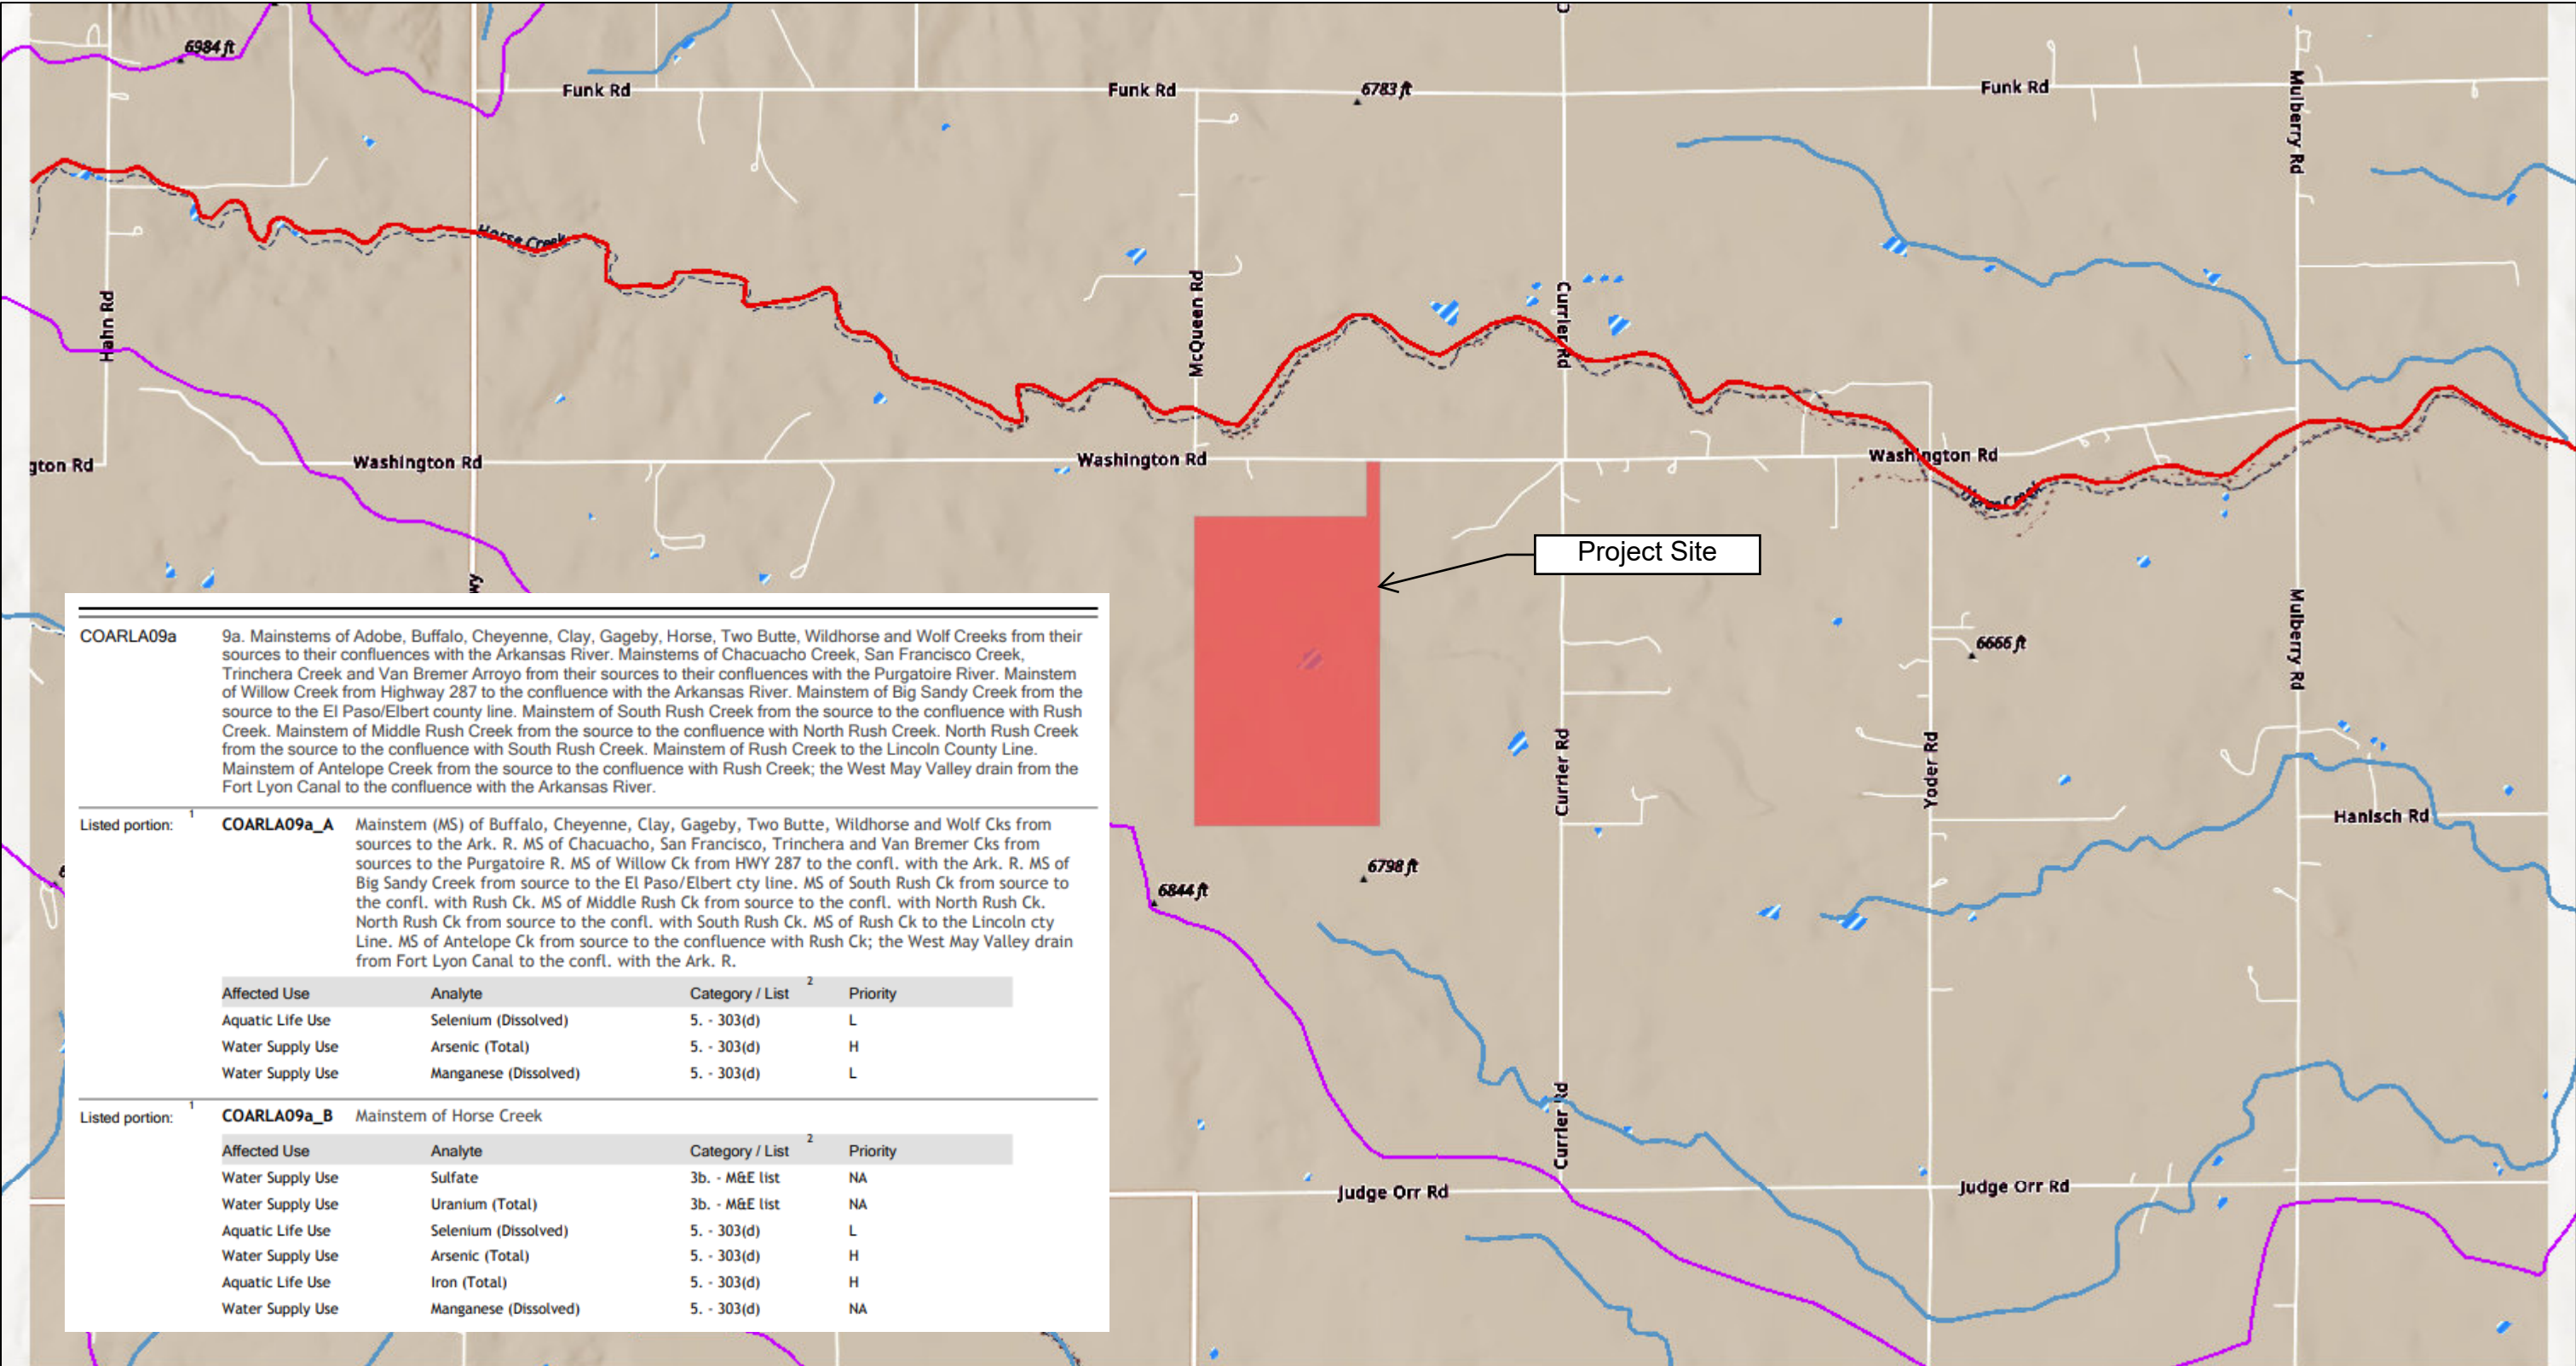 6984 ft
Funk Rd
Funk Rd
6783 ft
Funk Rd
Mulberry Rd
Horse Creek
Hahn Rd
McQueen Rd
Currier Rd
gton Rd
Washington Rd
Washington Rd
Washington Rd
Horse Creek
Project Site
wy
6666 ft
Mulberry Rd
Currier Rd
Yoder Rd
Hanisch Rd
6798 ft
6844 ft
Currier Rd
Judge Orr Rd
Judge Orr Rd
COARLA09a
9a. Mainstems of Adobe, Buffalo, Cheyenne, Clay, Gageby, Horse, Two Butte, Wildhorse and Wolf Creeks from their
sources to their confluences with the Arkansas River. Mainstems of Chacuacho Creek, San Francisco Creek,
Trinchera Creek and Van Bremer Arroyo from their sources to their confluences with the Purgatoire River. Mainstem
of Willow Creek from Highway 287 to the confluence with the Arkansas River. Mainstem of Big Sandy Creek from the
source to the El Paso/Elbert county line. Mainstem of South Rush Creek from the source to the confluence with Rush
Creek. Mainstem of Middle Rush Creek from the source to the confluence with North Rush Creek. North Rush Creek
from the source to the confluence with South Rush Creek. Mainstem of Rush Creek to the Lincoln County Line.
Mainstem of Antelope Creek from the source to the confluence with Rush Creek; the West May Valley drain from the
Fort Lyon Canal to the confluence with the Arkansas River.
Listed portion: 1 COARLA09a_A Mainstem (MS) of Buffalo, Cheyenne, Clay, Gageby, Two Butte, Wildhorse and Wolf Cks from
sources to the Ark. R. MS of Chacuacho, San Francisco, Trinchera and Van Bremer Cks from
sources to the Purgatoire R. MS of Willow Ck from HWY 287 to the confl. with the Ark. R. MS of
Big Sandy Creek from source to the El Paso/Elbert cty line. MS of South Rush Ck from source to
the confl. with Rush Ck. MS of Middle Rush Ck from source to the confl. with North Rush Ck.
North Rush Ck from source to the confl. with South Rush Ck. MS of Rush Ck to the Lincoln cty
Line. MS of Antelope Ck from source to the confluence with Rush Ck; the West May Valley drain
from Fort Lyon Canal to the confl. with the Ark. R.
Affected Use Analyte Category / List 2 Priority
Aquatic Life Use Selenium (Dissolved) 5. - 303(d) L
Water Supply Use Arsenic (Total) 5. - 303(d) H
Water Supply Use Manganese (Dissolved) 5. - 303(d) L
Listed portion: 1 COARLA09a_B Mainstem of Horse Creek
Affected Use Analyte Category / List 2 Priority
Water Supply Use Sulfate 3b. - M&E list NA
Water Supply Use Uranium (Total) 3b. - M&E list NA
Aquatic Life Use Selenium (Dissolved) 5. - 303(d) L
Water Supply Use Arsenic (Total) 5. - 303(d) H
Aquatic Life Use Iron (Total) 5. - 303(d) H
Water Supply Use Manganese (Dissolved) 5. - 303(d) NA